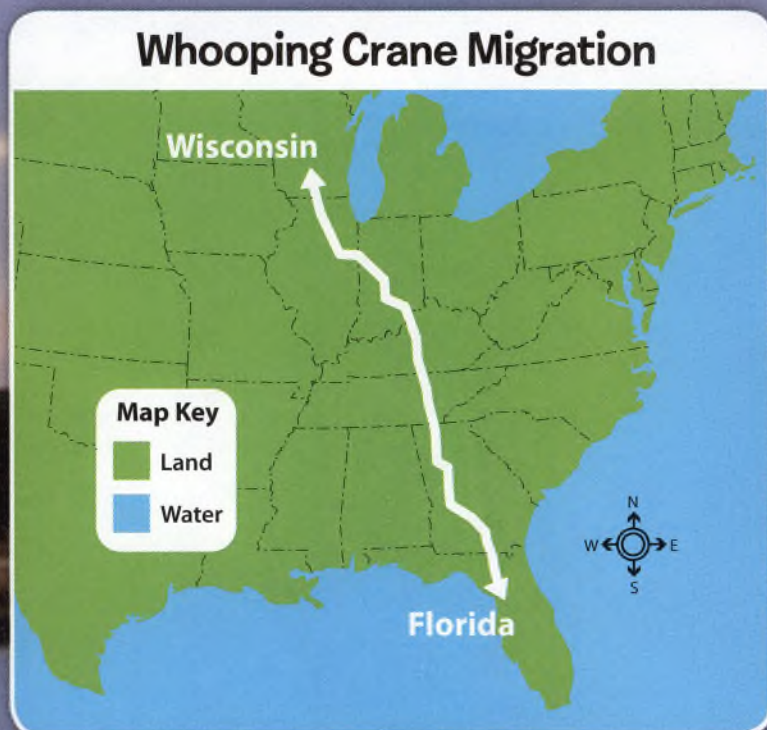 Whooping Crane Migration
Wisconsin
Map Key
Land
Water
N
W E
S
Florida